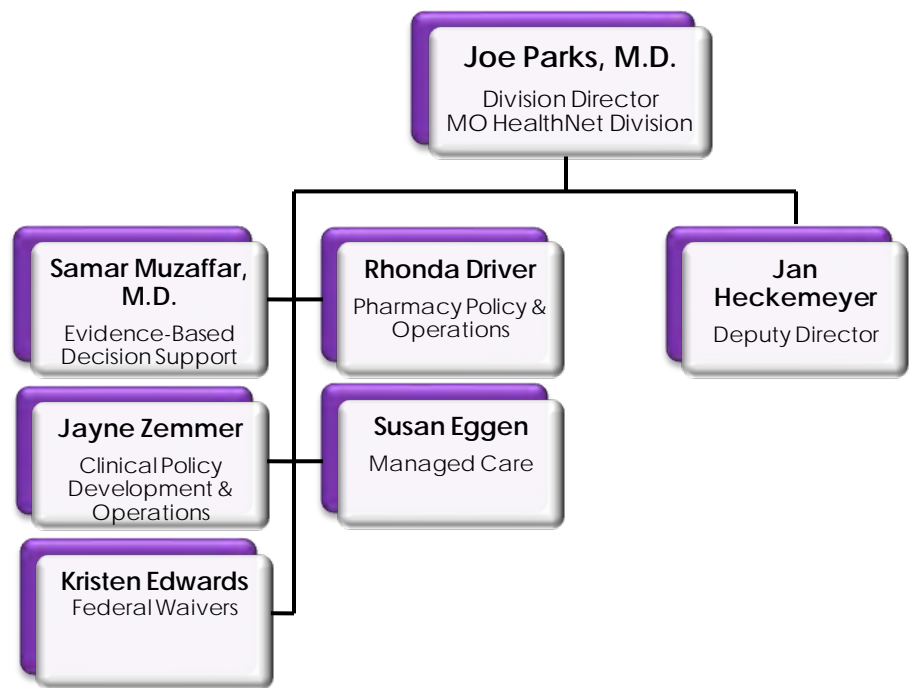 Joe Parks, M.D.
Division Director
MO HealthNet Division
Samar Muzaffar,
M.D.
Evidence-Based
Decision Support
Rhonda Driver
Pharmacy Policy &
Operations
Jan
Heckemeyer
Deputy Director
Jayne Zemmer
Clinical Policy
Development &
Operations
Susan Eggen
Managed Care
Kristen Edwards
Federal Waivers